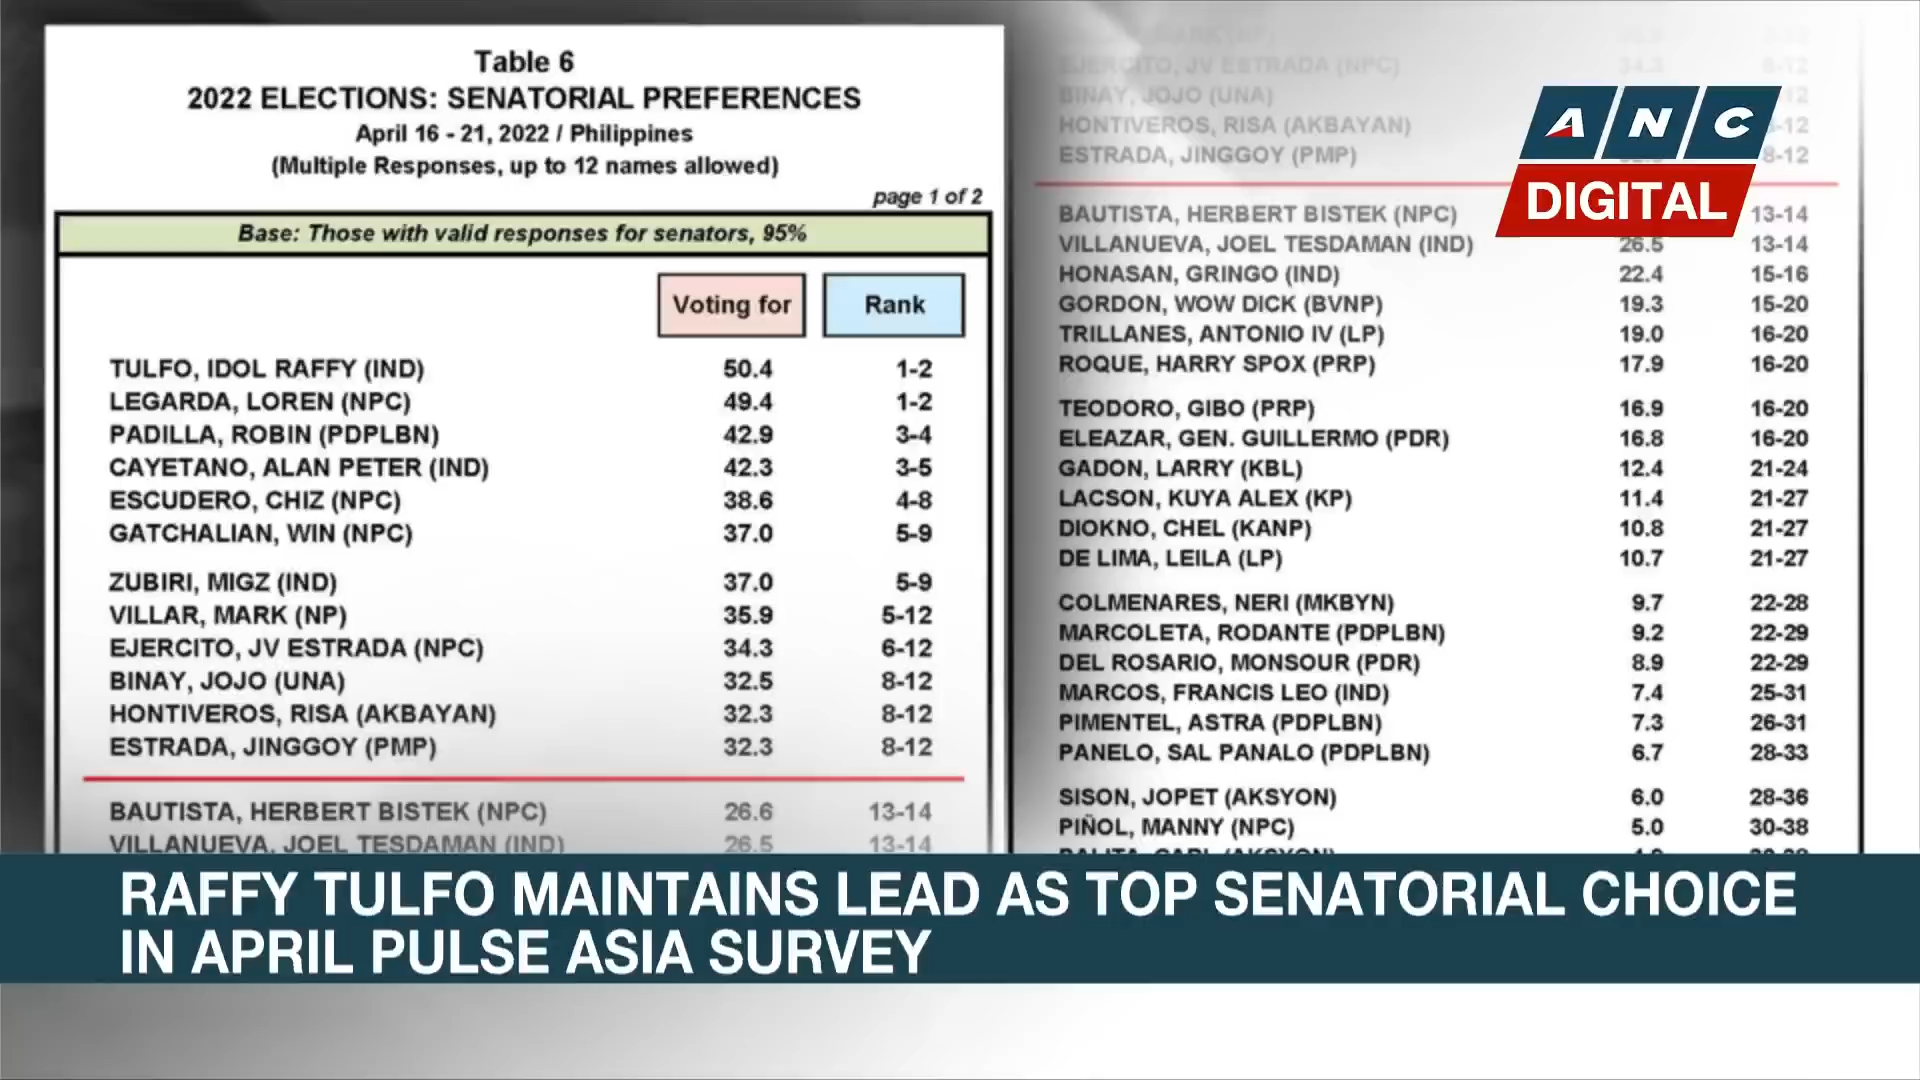 Table 6
2022 ELECTIONS: SENATORIAL PREFERENCES
April 16 - 21, 2022 / Philippines
(Multiple Responses, up to 12 names allowed)
page 1 of 2
Base: Those with valid responses for senators, 95%
Voting for Rank
TULFO, IDOL RAFFY (IND) 50.4 1-2
LEGARDA, LOREN (NPC) 49.4 1-2
PADILLA, ROBIN (PDPLBN) 42.9 3-4
CAYETANO, ALAN PETER (IND) 42.3 3-5
ESCUDERO, CHIZ (NPC) 38.6 4-8
GATCHALIAN, WIN (NPC) 37.0 5-9
ZUBIRI, MIGZ (IND) 37.0 5-9
VILLAR, MARK (NP) 35.9 5-12
EJERCITO, JV ESTRADA (NPC) 34.3 6-12
BINAY, JOJO (UNA) 32.5 8-12
HONTIVEROS, RISA (AKBAYAN) 32.3 8-12
ESTRADA, JINGGOY (PMP) 32.3 8-12
BAUTISTA, HERBERT BISTEK (NPC) 26.6 13-14
VILLANUEVA, JOEL TESDAMAN (IND) 26.5 13-14
EJERCITO, JV ESTRADA (NPC) 34.3 6-12
BINAY, JOJO (UNA)
HONTIVEROS, RISA (AKBAYAN)
ESTRADA, JINGGOY (PMP) 8-12
BAUTISTA, HERBERT BISTEK (NPC) 13-14
VILLANUEVA, JOEL TESDAMAN (IND) 26.5 13-14
HONASAN, GRINGO (IND) 22.4 15-16
GORDON, WOW DICK (BVNP) 19.3 15-20
TRILLANES, ANTONIO IV (LP) 19.0 16-20
ROQUE, HARRY SPOX (PRP) 17.9 16-20
TEODORO, GIBO (PRP) 16.9 16-20
ELEAZAR, GEN. GUILLERMO (PDR) 16.8 16-20
GADON, LARRY (KBL) 12.4 21-24
LACSON, KUYA ALEX (KP) 11.4 21-27
DIOKNO, CHEL (KANP) 10.8 21-27
DE LIMA, LEILA (LP) 10.7 21-27
COLMENARES, NERI (MKBYN) 9.7 22-28
MARCOLETA, RODANTE (PDPLBN) 9.2 22-29
DEL ROSARIO, MONSOUR (PDR) 8.9 22-29
MARCOS, FRANCIS LEO (IND) 7.4 25-31
PIMENTEL, ASTRA (PDPLBN) 7.3 26-31
PANELO, SAL PANALO (PDPLBN) 6.7 28-33
SISON, JOPET (AKSYON) 6.0 28-36
PIÑOL, MANNY (NPC) 5.0 30-38
ANC
DIGITAL
RAFFY TULFO MAINTAINS LEAD AS TOP SENATORIAL CHOICE
IN APRIL PULSE ASIA SURVEY